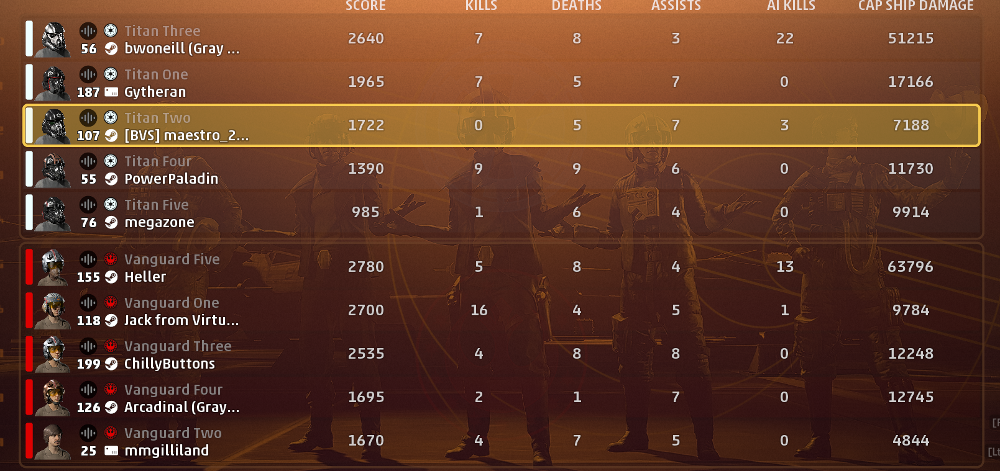 SCORE KILLS DEATHS ASSISTS AI KILLS CAP SHIP DAMAGE
Titan Three
56 bwoneill (Gray ... 2640 7 8 3 22 51215
Titan One
187 Gytheran 1965 7 5 7 0 17166
Titan Two
107 [BVS] maestro_2... 1722 0 5 7 3 7188
Titan Four
55 PowerPaladin 1390 9 9 6 0 11730
Titan Five
76 megazone 985 1 6 4 0 9914
Vanguard Five
155 Heller 2780 5 8 4 13 63796
Vanguard One
118 Jack from Virtu... 2700 16 4 5 1 9784
Vanguard Three
199 ChillyButtons 2535 4 8 8 0 12248
Vanguard Four
126 Arcadinal (Gray... 1695 2 1 7 0 12745
Vanguard Two
25 mmgilliland 1670 4 7 5 0 4844